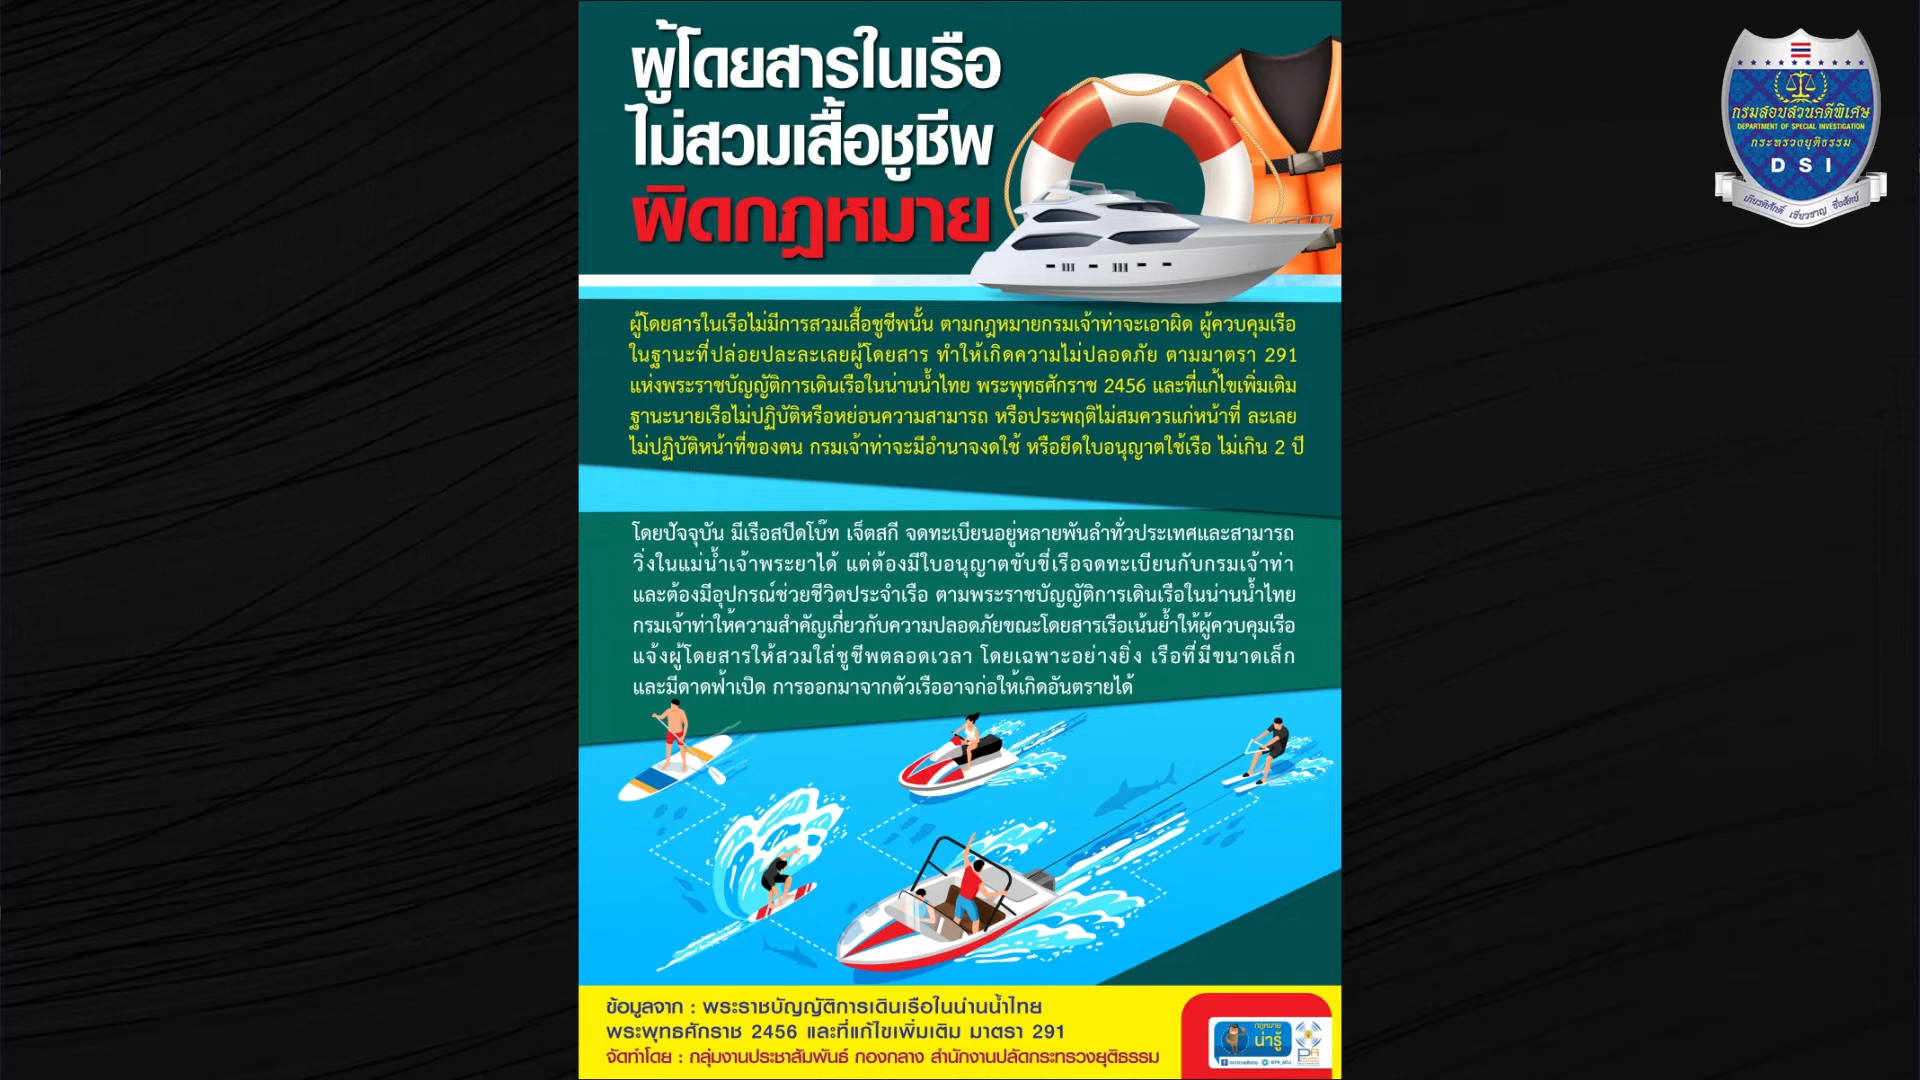 ผู้โดยสารในเรือ
ไม่สวมเสื้อชูชีพ
ผิดกฎหมาย
กรมสอบสวนคดีพิเศษ
DEPARTMENT OF SPECIAL INVESTIGATION
กระทรวงยุติธรรม
DSI
เกียรติศักดิ์ เชี่ยวชาญ ซื่อสัตย์
ผู้โดยสารในเรือไม่มีการสวมเสื้อชูชีพนั้น ตามกฎหมายกรมเจ้าท่าจะเอาผิด ผู้ควบคุมเรือ
ในฐานะที่ปล่อยปละละเลยผู้โดยสาร ทำให้เกิดความไม่ปลอดภัย ตามมาตรา 291
แห่งพระราชบัญญัติการเดินเรือในน่านน้ำไทย พระพุทธศักราช 2456 และที่แก้ไขเพิ่มเติม
ฐานะนายเรือไม่ปฏิบัติหรือหย่อนความสามารถ หรือประพฤติไม่สมควรแก่หน้าที่ ละเลย
ไม่ปฏิบัติหน้าที่ของตน กรมเจ้าท่าจะมีอำนาจงดใช้ หรือยึดใบอนุญาตใช้เรือ ไม่เกิน 2 ปี
โดยปัจจุบัน มีเรือสปีดโบ๊ท เจ็ตสกี จดทะเบียนอยู่หลายพันลำทั่วประเทศและสามารถ
วิ่งในแม่น้ำเจ้าพระยาได้ แต่ต้องมีใบอนุญาตขับขี่เรือจดทะเบียนกับกรมเจ้าท่า
และต้องมีอุปกรณ์ช่วยชีวิตประจำเรือ ตามพระราชบัญญัติการเดินเรือในน่านน้ำไทย
กรมเจ้าท่าให้ความสำคัญเกี่ยวกับความปลอดภัยขณะโดยสารเรือเน้นย้ำให้ผู้ควบคุมเรือ
แจ้งผู้โดยสารให้สวมใส่ชูชีพตลอดเวลา โดยเฉพาะอย่างยิ่ง เรือที่มีขนาดเล็ก
และมีดาดฟ้าเปิด การออกมาจากตัวเรืออาจก่อให้เกิดอันตรายได้
ข้อมูลจาก : พระราชบัญญัติการเดินเรือในน่านน้ำไทย
พระพุทธศักราช 2456 และที่แก้ไขเพิ่มเติม มาตรา 291
จัดทำโดย : กลุ่มงานประชาสัมพันธ์ กองกลาง สำนักงานปลัดกระทรวงยุติธรรม
กฎหมาย
น่ารู้
PR